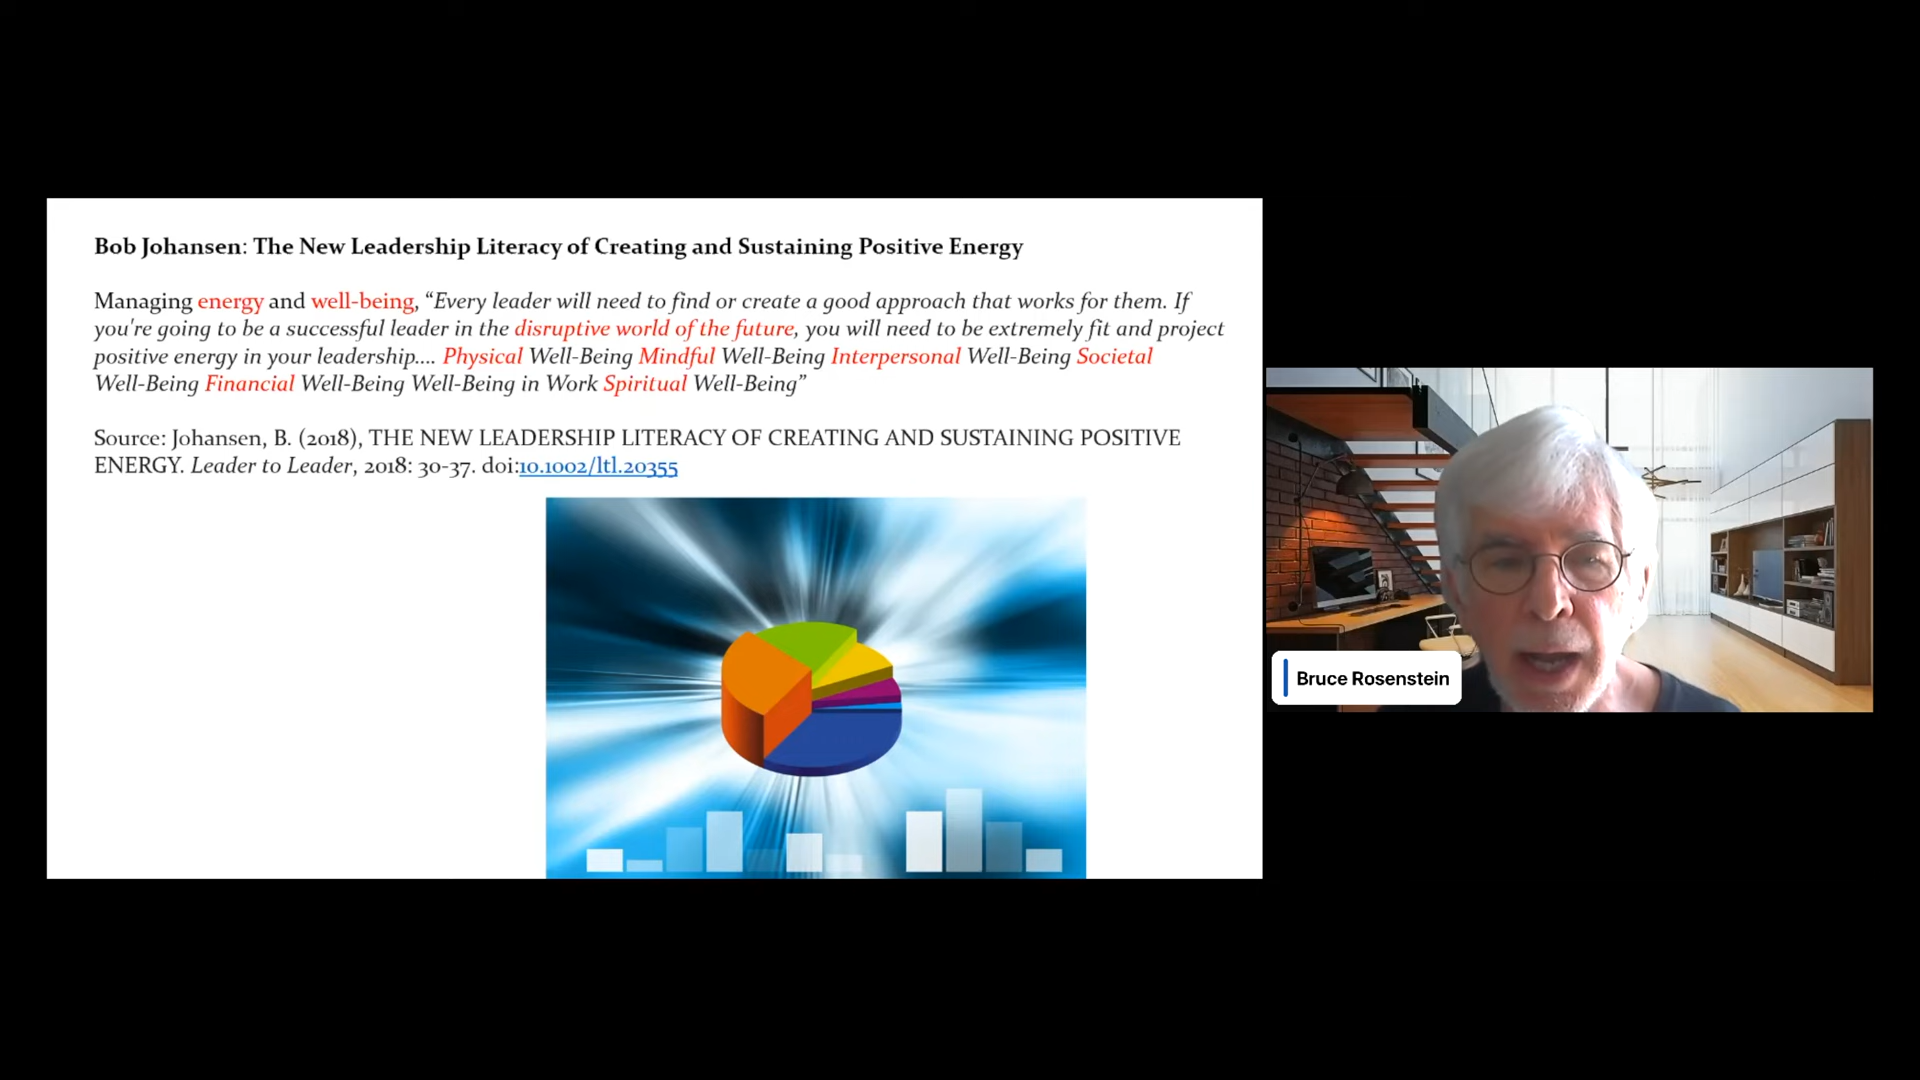 Bob Johansen: The New Leadership Literacy of Creating and Sustaining Positive Energy
Managing energy and well-being, “Every leader will need to find or create a good approach that works for them. If
you're going to be a successful leader in the disruptive world of the future, you will need to be extremely fit and project
positive energy in your leadership.... Physical Well-Being Mindful Well-Being Interpersonal Well-Being Societal
Well-Being Financial Well-Being Well-Being in Work Spiritual Well-Being”
Source: Johansen, B. (2018), THE NEW LEADERSHIP LITERACY OF CREATING AND SUSTAINING POSITIVE
ENERGY. Leader to Leader, 2018: 30-37. doi:10.1002/ltl.20355
Bruce Rosenstein